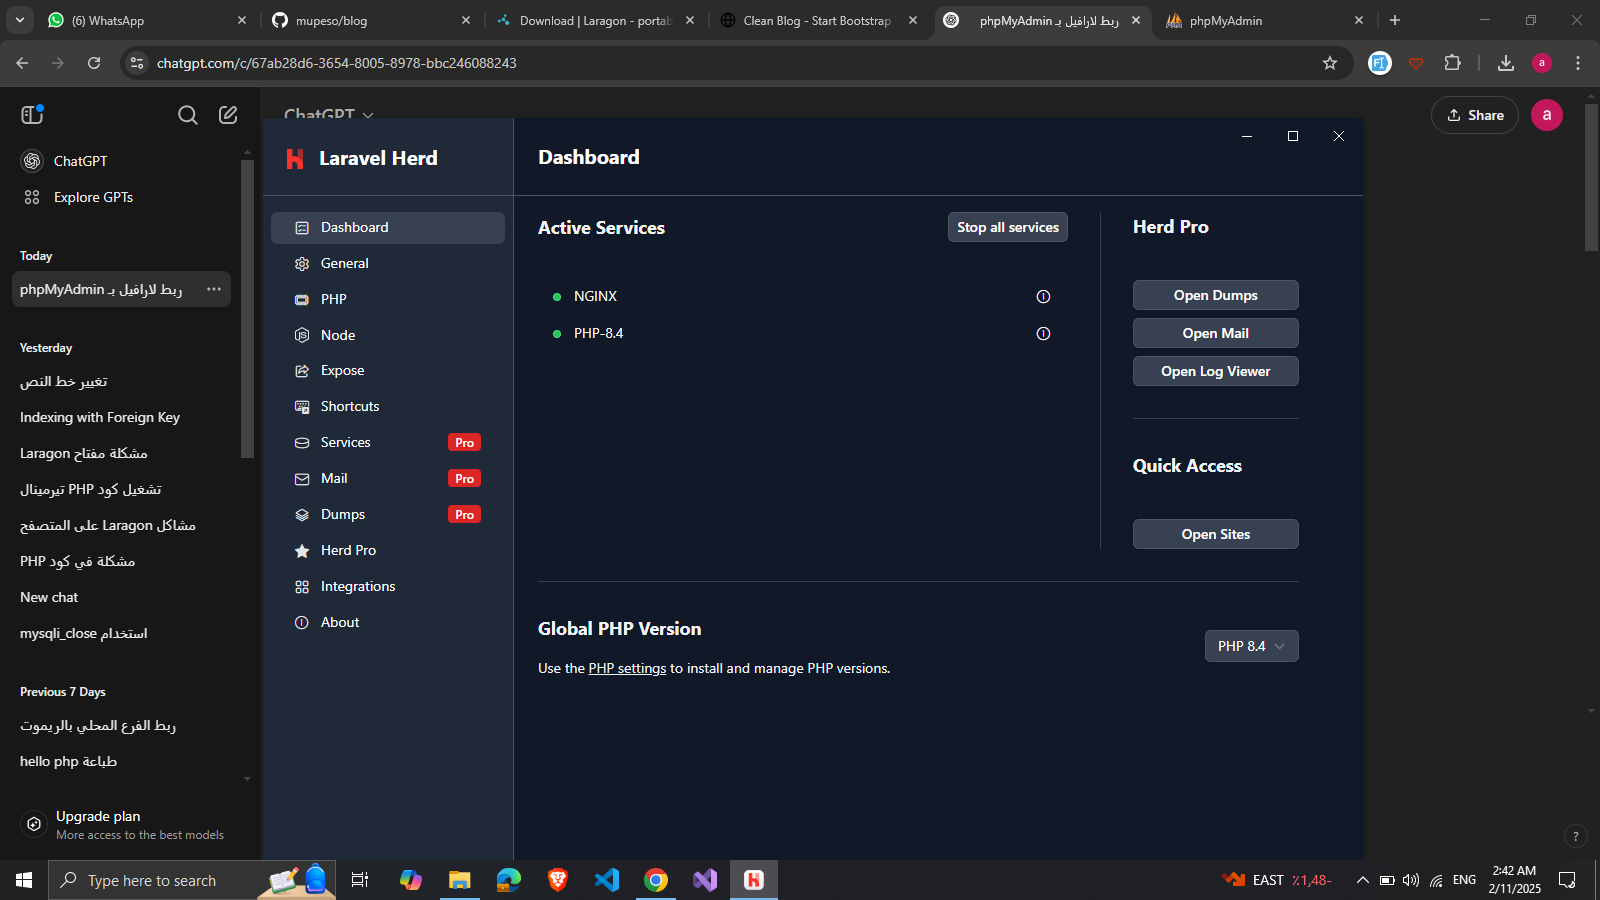 (6) WhatsApp
mupeso/blog
Download | Laragon - portab
Clean Blog - Start Bootstrap
ربط لارافيل بـ phpMyAdmin
phpMyAdmin
chatgpt.com/c/67ab28d6-3654-8005-8978-bbc246088243
a
ChatGPT
Share
a
ChatGPT
Explore GPTs
Today
ربط لارافيل بـ phpMyAdmin
Yesterday
تغيير خط النص
Indexing with Foreign Key
مشكلة مفتاح Laragon
تشغيل كود PHP تيرمينال
مشاكل Laragon على المتصفح
مشكلة في كود PHP
New chat
استخدام mysqli_close
Previous 7 Days
ربط الفرع المحلي بالريموت
طباعة hello php
Upgrade plan
More access to the best models
Laravel Herd
Dashboard
General
PHP
Node
Expose
Shortcuts
Services Pro
Mail Pro
Dumps Pro
Herd Pro
Integrations
About
Dashboard
Active Services
Stop all services
NGINX
PHP-8.4
Herd Pro
Open Dumps
Open Mail
Open Log Viewer
Quick Access
Open Sites
Global PHP Version
Use the PHP settings to install and manage PHP versions.
PHP 8.4
?
Type here to search
EAST ٪1,48-
ENG
2:42 AM
2/11/2025